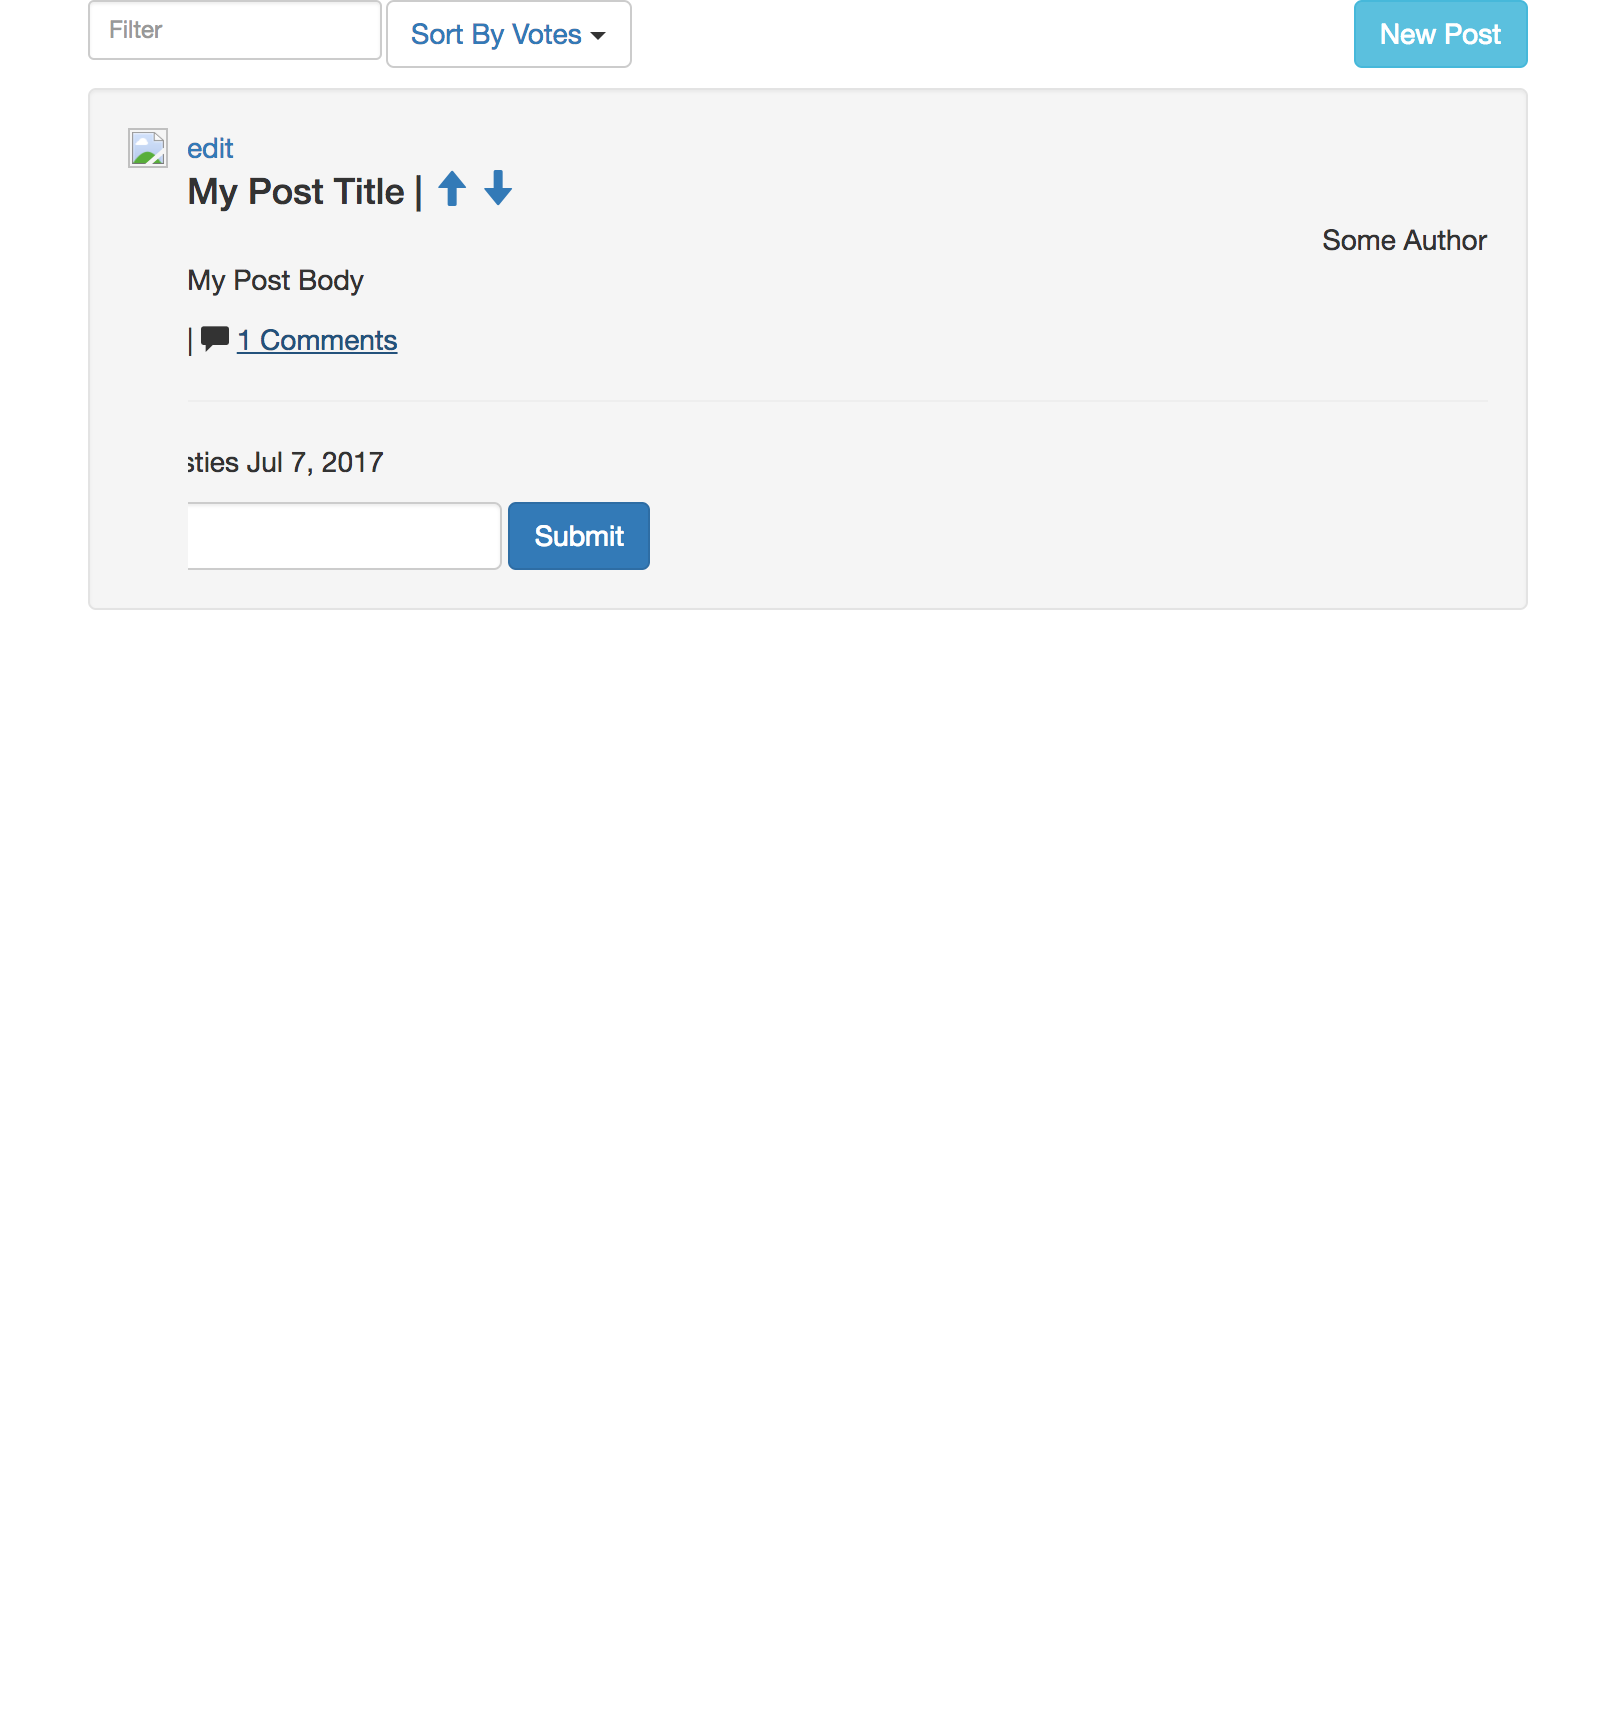 Filter Sort By Votes New Post
edit
My Post Title |
Some Author
My Post Body
| 1 Comments
sties Jul 7, 2017
Submit